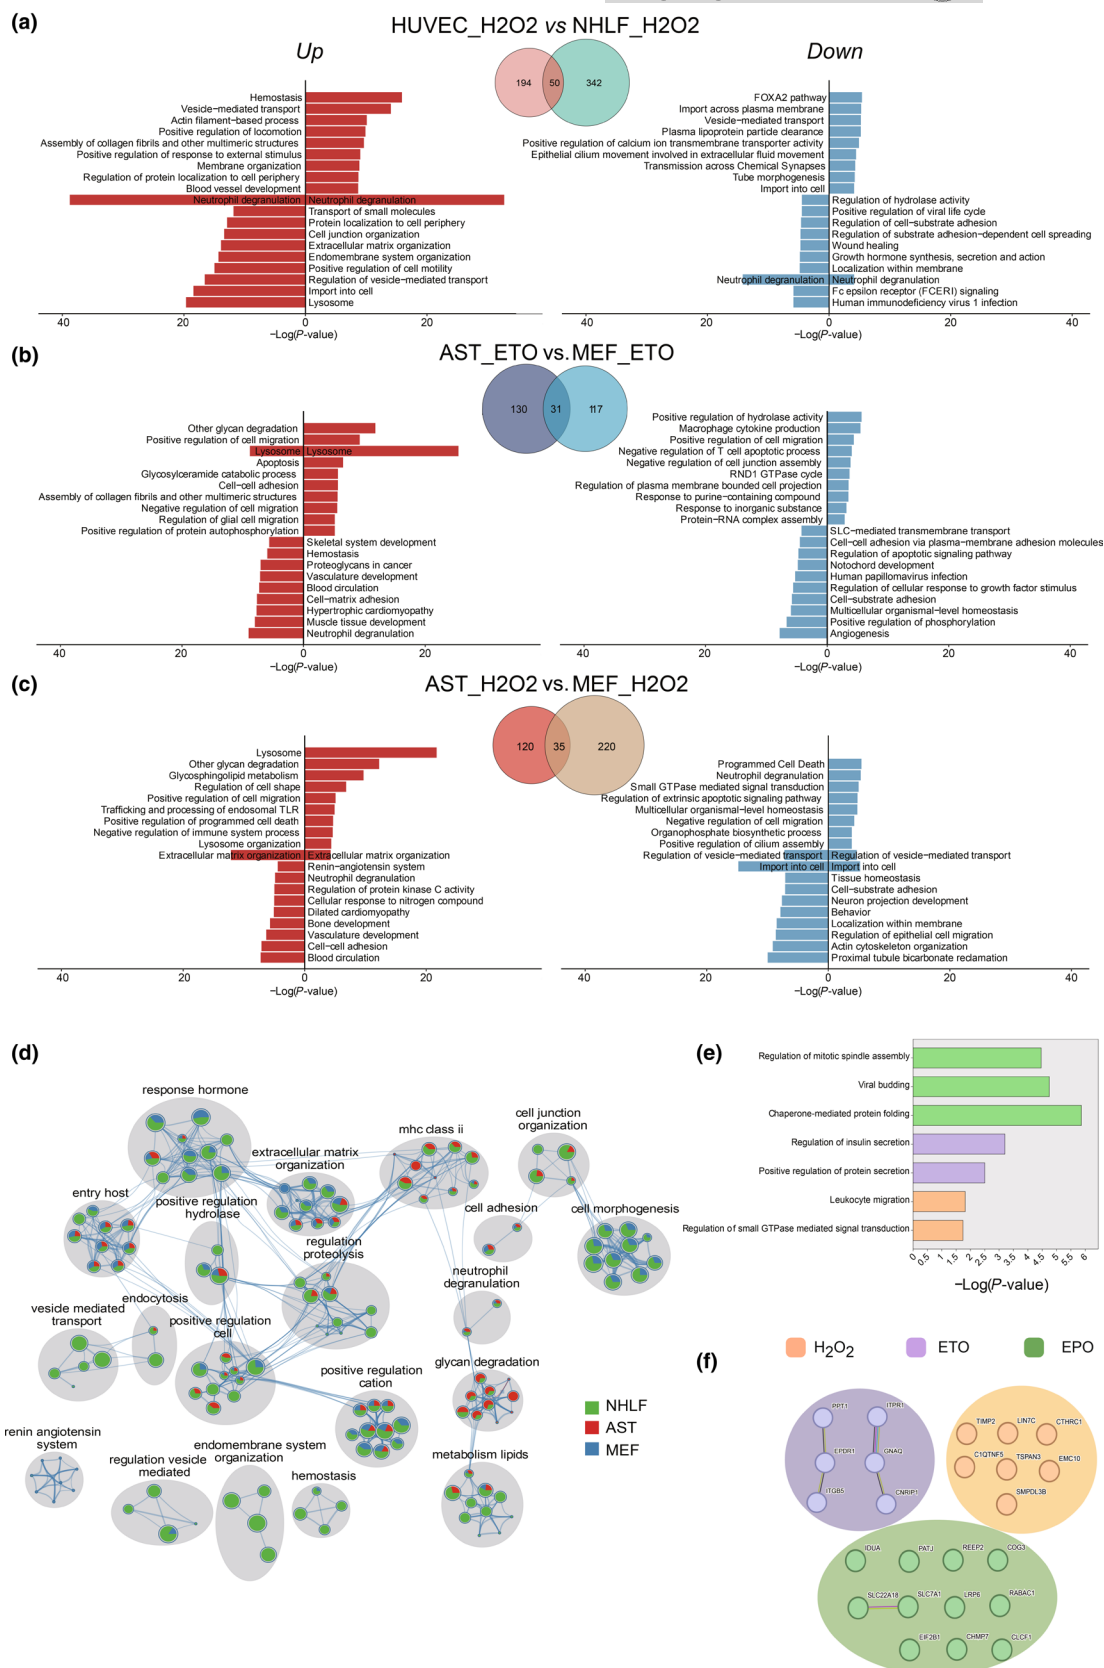 (a)
HUVEC_H2O2 vs NHLF_H2O2
Up
Down
194
50
342
Hemostasis
Vesicle-mediated transport
Actin filament-based process
Positive regulation of locomotion
Assembly of collagen fibrils and other multimeric structures
Positive regulation of response to external stimulus
Membrane organization
Regulation of protein localization to cell periphery
Blood vessel development
Neutrophil degranulation Neutrophil degranulation
Transport of small molecules
Protein localization to cell periphery
Cell junction organization
Extracellular matrix organization
Endomembrane system organization
Positive regulation of cell motility
Regulation of vesicle-mediated transport
Import into cell
Lysosome
40 20 0 20
−Log(P-value)
FOXA2 pathway
Import across plasma membrane
Vesicle-mediated transport
Plasma lipoprotein particle clearance
Positive regulation of calcium ion transmembrane transporter activity
Epithelial cilium movement involved in extracellular fluid movement
Transmission across Chemical Synapses
Tube morphogenesis
Import into cell
Regulation of hydrolase activity
Positive regulation of viral life cycle
Regulation of cell-substrate adhesion
Regulation of substrate adhesion-dependent cell spreading
Wound healing
Growth hormone synthesis, secretion and action
Localization within membrane
Neutrophil degranulation Neutrophil degranulation
Fc epsilon receptor (FCERI) signaling
Human immunodeficiency virus 1 infection
40 20 0 20 40
−Log(P-value)
(b)
AST_ETO vs. MEF_ETO
130
31
117
Other glycan degradation
Positive regulation of cell migration
Lysosome Lysosome
Apoptosis
Glycosylceramide catabolic process
Cell-cell adhesion
Assembly of collagen fibrils and other multimeric structures
Negative regulation of cell migration
Regulation of glial cell migration
Positive regulation of protein autophosphorylation
Skeletal system development
Hemostasis
Proteoglycans in cancer
Vasculature development
Blood circulation
Cell-matrix adhesion
Hypertrophic cardiomyopathy
Muscle tissue development
Neutrophil degranulation
40 20 0 20
−Log(P-value)
Positive regulation of hydrolase activity
Macrophage cytokine production
Positive regulation of cell migration
Negative regulation of T cell apoptotic process
Negative regulation of cell junction assembly
RND1 GTPase cycle
Regulation of plasma membrane bounded cell projection
Response to purine-containing compound
Response to inorganic substance
Protein-RNA complex assembly
SLC-mediated transmembrane transport
Cell-cell adhesion via plasma-membrane adhesion molecules
Regulation of apoptotic signaling pathway
Notochord development
Human papillomavirus infection
Regulation of cellular response to growth factor stimulus
Cell-substrate adhesion
Multicellular organismal-level homeostasis
Positive regulation of phosphorylation
Angiogenesis
40 20 0 20 40
−Log(P-value)
(c)
AST_H2O2 vs. MEF_H2O2
120
35
220
Lysosome
Other glycan degradation
Glycosphingolipid metabolism
Regulation of cell shape
Positive regulation of cell migration
Trafficking and processing of endosomal TLR
Positive regulation of programmed cell death
Negative regulation of immune system process
Lysosome organization
Extracellular matrix organization Extracellular matrix organization
Renin-angiotensin system
Neutrophil degranulation
Regulation of protein kinase C activity
Cellular response to nitrogen compound
Dilated cardiomyopathy
Bone development
Vasculature development
Cell-cell adhesion
Blood circulation
40 20 0 20
−Log(P-value)
Programmed Cell Death
Neutrophil degranulation
Small GTPase mediated signal transduction
Regulation of extrinsic apoptotic signaling pathway
Multicellular organismal-level homeostasis
Negative regulation of cell migration
Organophosphate biosynthetic process
Positive regulation of cilium assembly
Regulation of vesicle-mediated transport Regulation of vesicle-mediated transport
Import into cell Import into cell
Tissue homeostasis
Cell-substrate adhesion
Neuron projection development
Behavior
Localization within membrane
Regulation of epithelial cell migration
Actin cytoskeleton organization
Proximal tubule bicarbonate reclamation
40 20 0 20 40
−Log(P-value)
(d)
response hormone
mhc class ii
cell junction
organization
extracellular matrix
organization
entry host
positive regulation
hydrolase
cell adhesion
cell morphogenesis
regulation
proteolysis
neutrophil
degranulation
endocytosis
vesicle mediated
transport
positive regulation
cell
positive regulation
cation
glycan degradation
NHLF
AST
MEF
renin angiotensin
system
regulation veside
mediated
endomembrane system
organization
hemostasis
metabolism lipids
(e)
Regulation of mitotic spindle assembly
Viral budding
Chaperone-mediated protein folding
Regulation of insulin secretion
Positive regulation of protein secretion
Leukocyte migration
Regulation of small GTPase mediated signal transduction
0 0,5 1 1,5 2 2,5 3 3,5 4 4,5 5 5,5 6
−Log(P-value)
H2O2
ETO
EPO
(f)
PPT1
ITPR1
EPDR1
GNAQ
ITGB5
CNRIP1
TIMP2
LIN7C
CTHRC1
C1QTNF5
TSPAN3
EMC10
SMPDL3B
IDUA
PATJ
REEP2
COG3
SLC22A18
SLC7A1
LRP6
RABAC1
EIF2B1
CHMP7
CLCF1